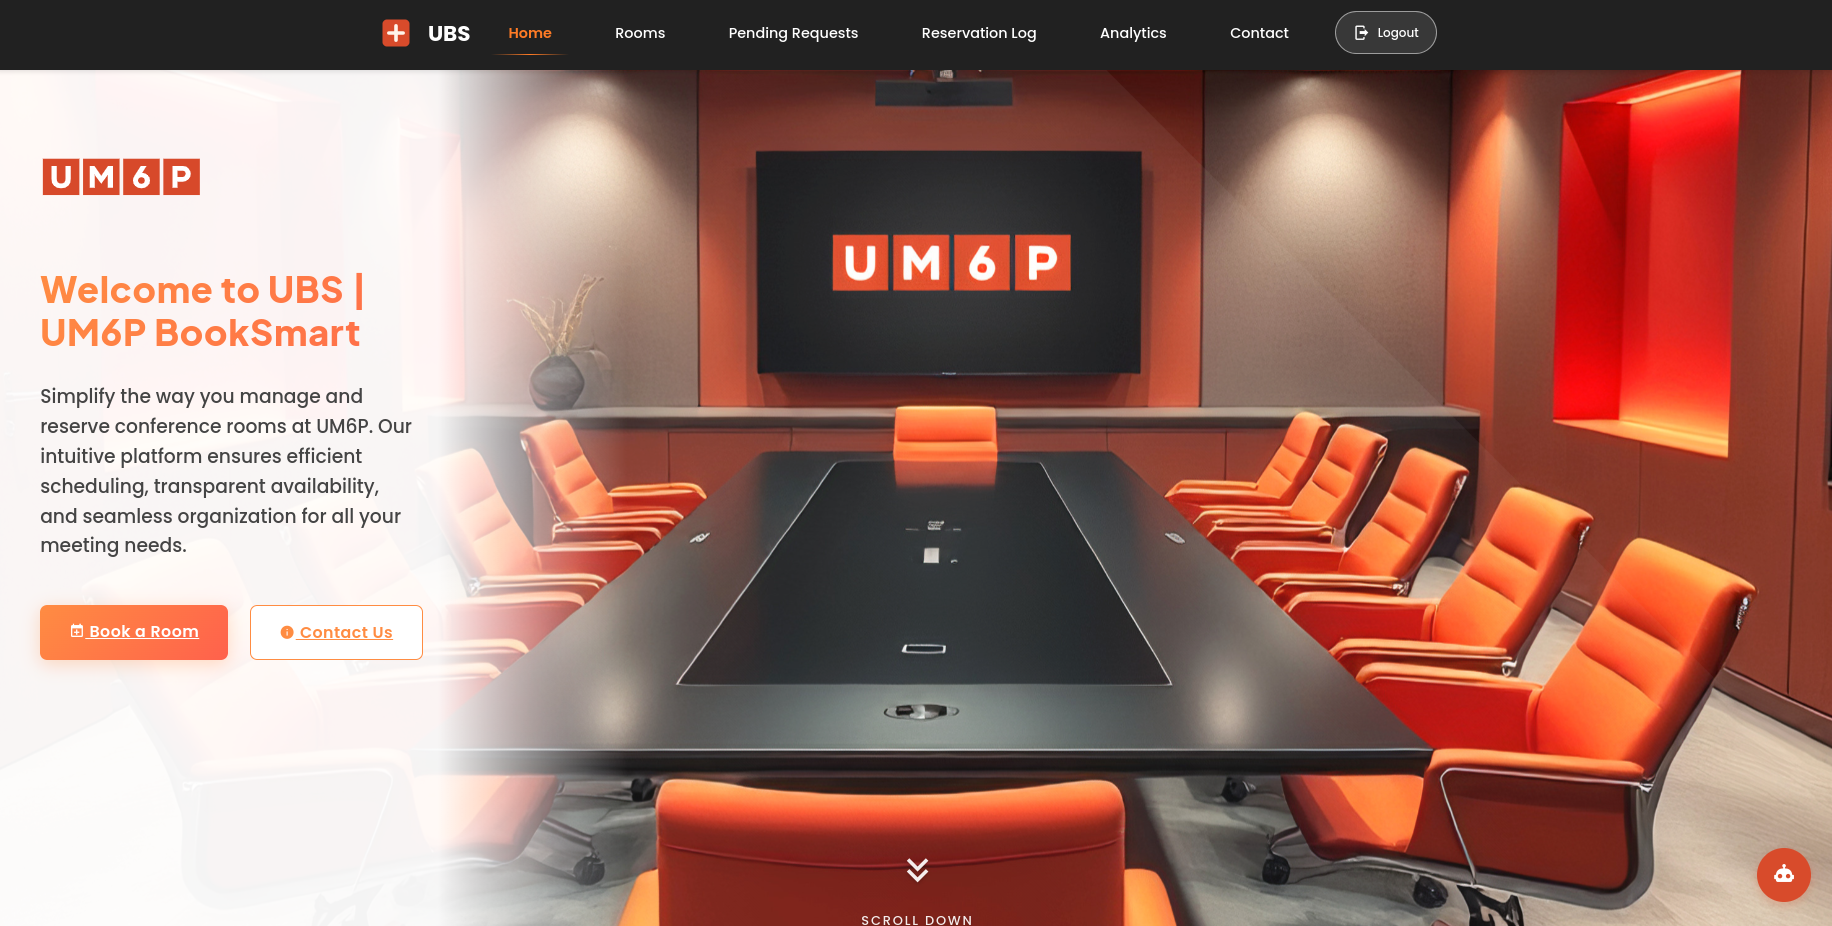 UBS
Home
Rooms
Pending Requests
Reservation Log
Analytics
Contact
Logout
UM6P
UM6P
Welcome to UBS |
UM6P BookSmart
Simplify the way you manage and
reserve conference rooms at UM6P. Our
intuitive platform ensures efficient
scheduling, transparent availability,
and seamless organization for all your
meeting needs.
Book a Room
Contact Us
SCROLL DOWN